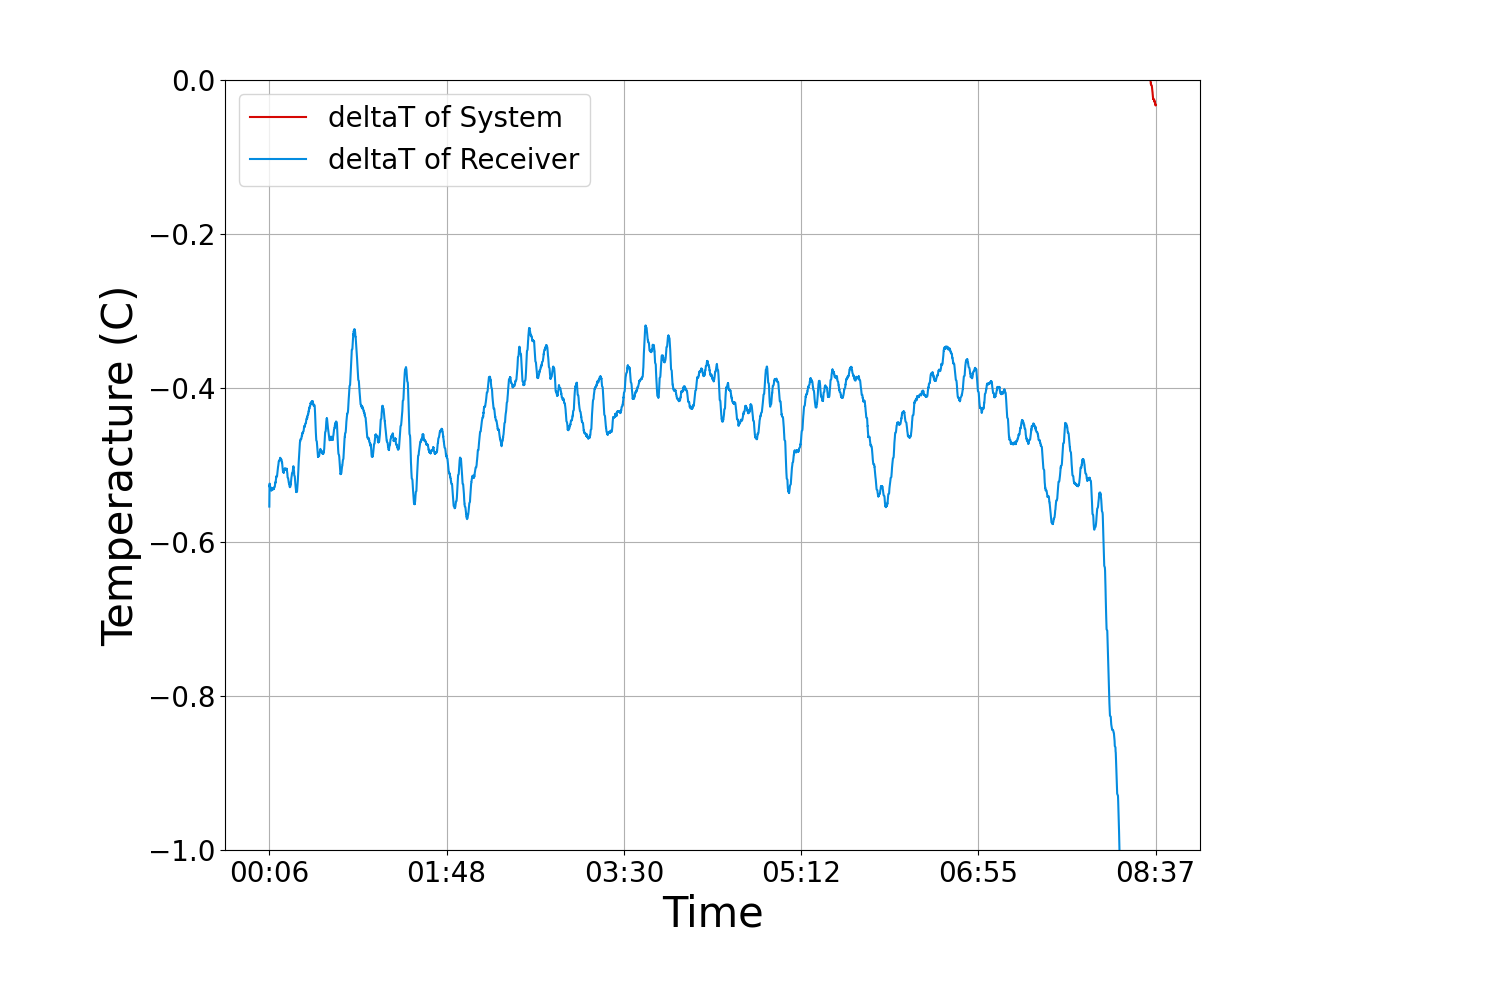 0.0
deltaT of System
deltaT of Receiver
−0.2
−0.4
−0.6
−0.8
−1.0
Temperacture (C)
00:06 01:48 03:30 05:12 06:55 08:37
Time